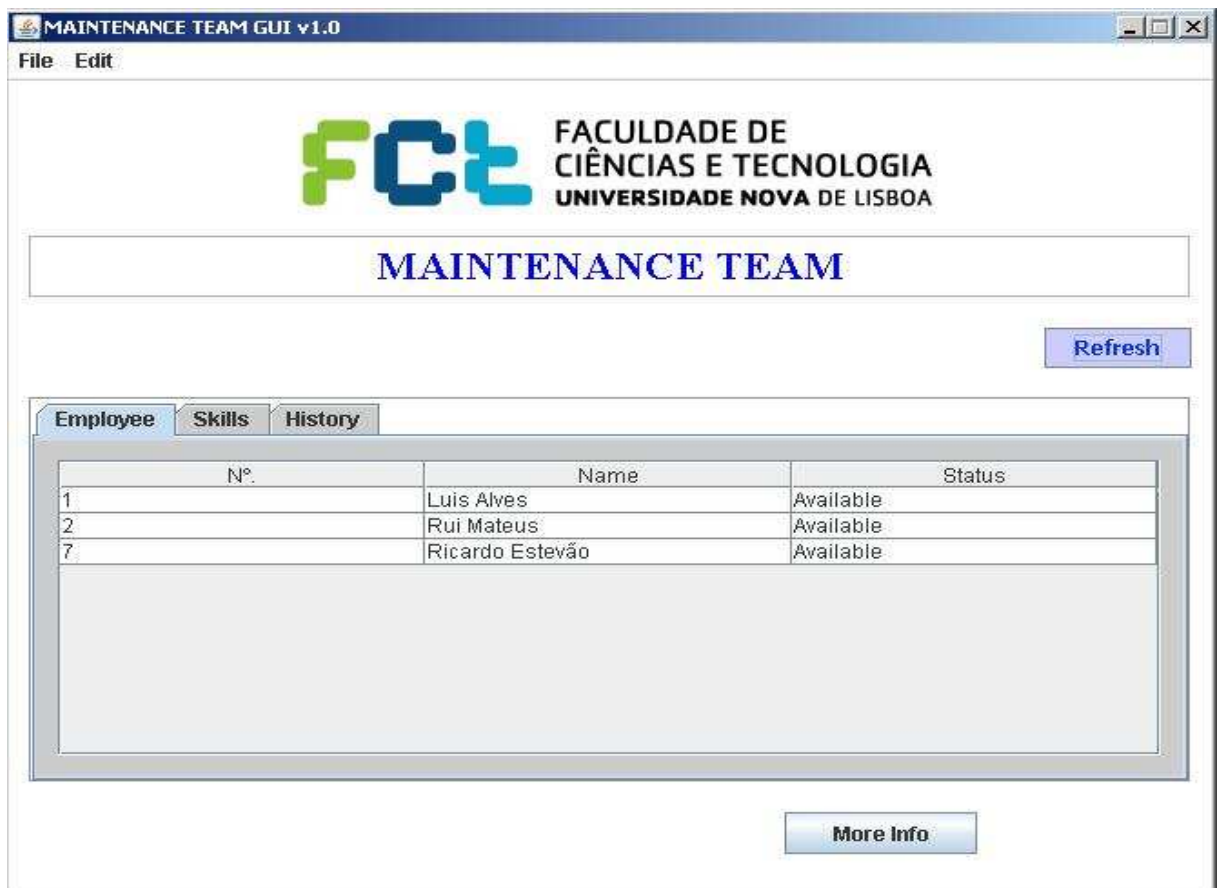 MAINTENANCE TEAM GUI v1.0
File Edit
FCt
FACULDADE DE
CIÊNCIAS E TECNOLOGIA
UNIVERSIDADE NOVA DE LISBOA
MAINTENANCE TEAM
Refresh
Employee Skills History
Nº. Name Status
1 Luis Alves Available
2 Rui Mateus Available
7 Ricardo Estevão Available
More Info